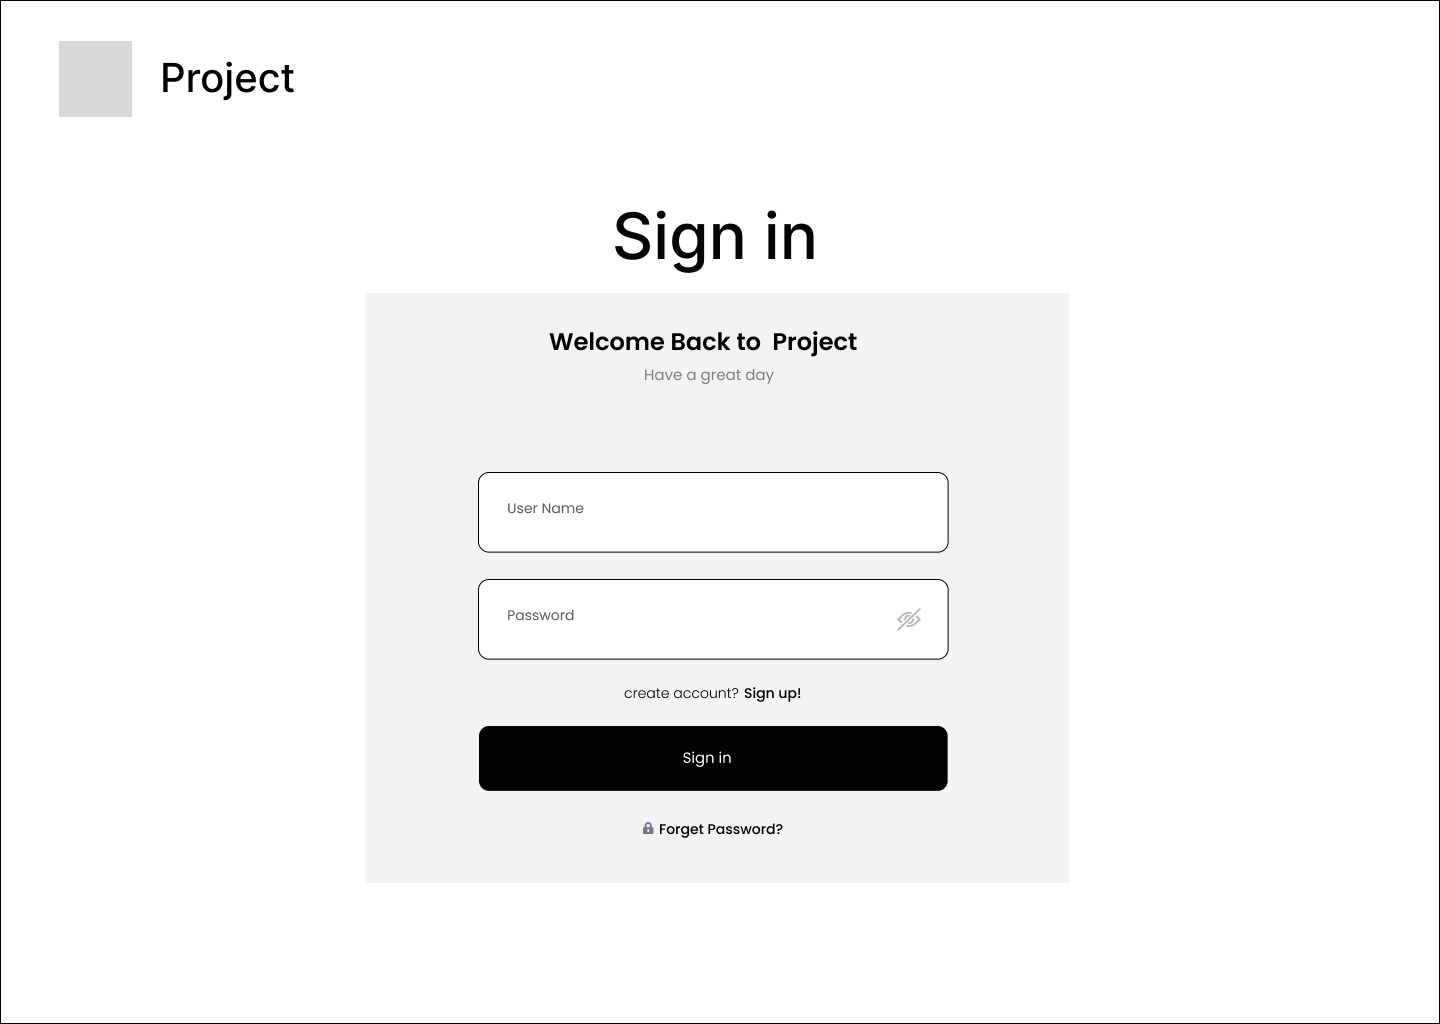 Project
Sign in
Welcome Back to  Project
Have a great day
User Name
Password
create account? Sign up!
Sign in
Forget Password?